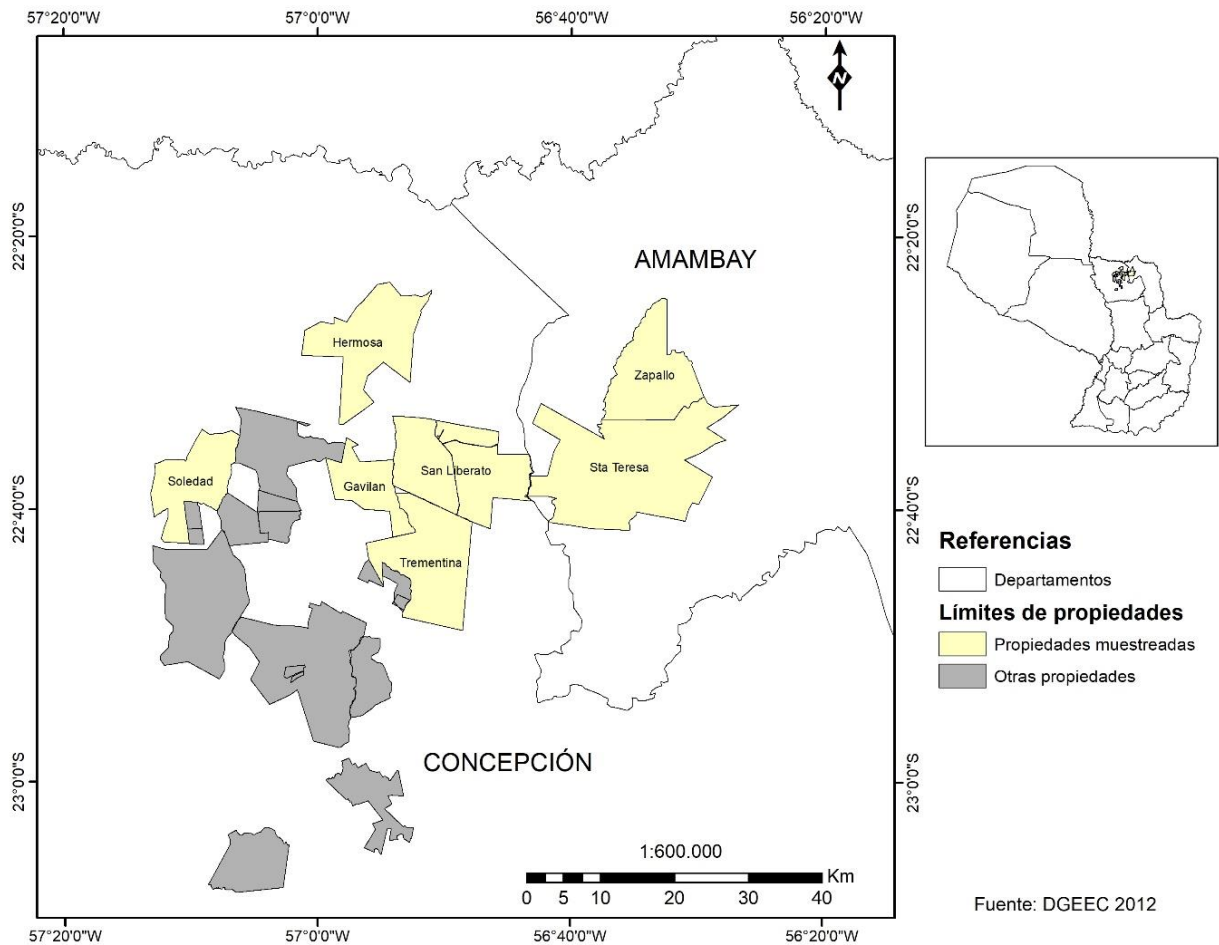 57°20'0"W 57°0'0"W 56°40'0"W 56°20'0"W
N
22°20'0"S
22°20'0"S
AMAMBAY
Hermosa
Zapallo
Soledad
Gavilan
San Liberato
Sta Teresa
22°40'0"S
22°40'0"S
Trementina
Referencias
Departamentos
Límites de propiedades
Propiedades muestreadas
Otras propiedades
CONCEPCIÓN
23°0'0"S
23°0'0"S
1:600.000
Km
0 5 10 20 30 40
Fuente: DGEEC 2012
57°20'0"W 57°0'0"W 56°40'0"W 56°20'0"W